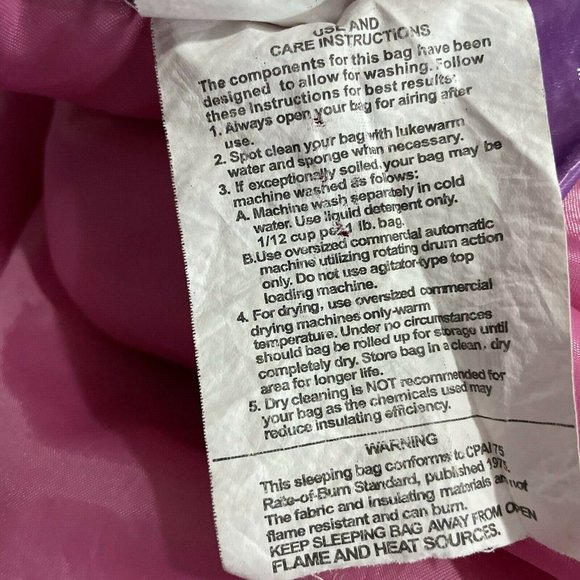 USE AND
CARE INSTRUCTIONS
The components for this bag have been
designed to allow for washing. Follow
these instructions for best results:
1. Always open your bag for airing after
use.
2. Spot clean your bag with lukewarm
water and sponge when necessary.
3. If exceptionally soiled, your bag may be
machine washed as follows:
A. Machine wash separately in cold
water. Use liquid detergent only.
1/12 cup per 1 lb. bag.
B.Use oversized commercial automatic
machine utilizing rotating drum action
only. Do not use agitator-type top
loading machine.
4. For drying, use oversized commercial
drying machines only-warm
temperature. Under no circumstances
should bag be rolled up for storage until
completely dry. Store bag in a clean, dry
area for longer life.
5. Dry cleaning is NOT recommended for
your bag as the chemicals used may
reduce insulating efficiency.
WARNING
This sleeping bag conforms to CPAI 75
Rate-of-Burn Standard, published 1975.
The fabric and insulating materials are not
flame resistant and can burn.
KEEP SLEEPING BAG AWAY FROM OPEN
FLAME AND HEAT SOURCES.